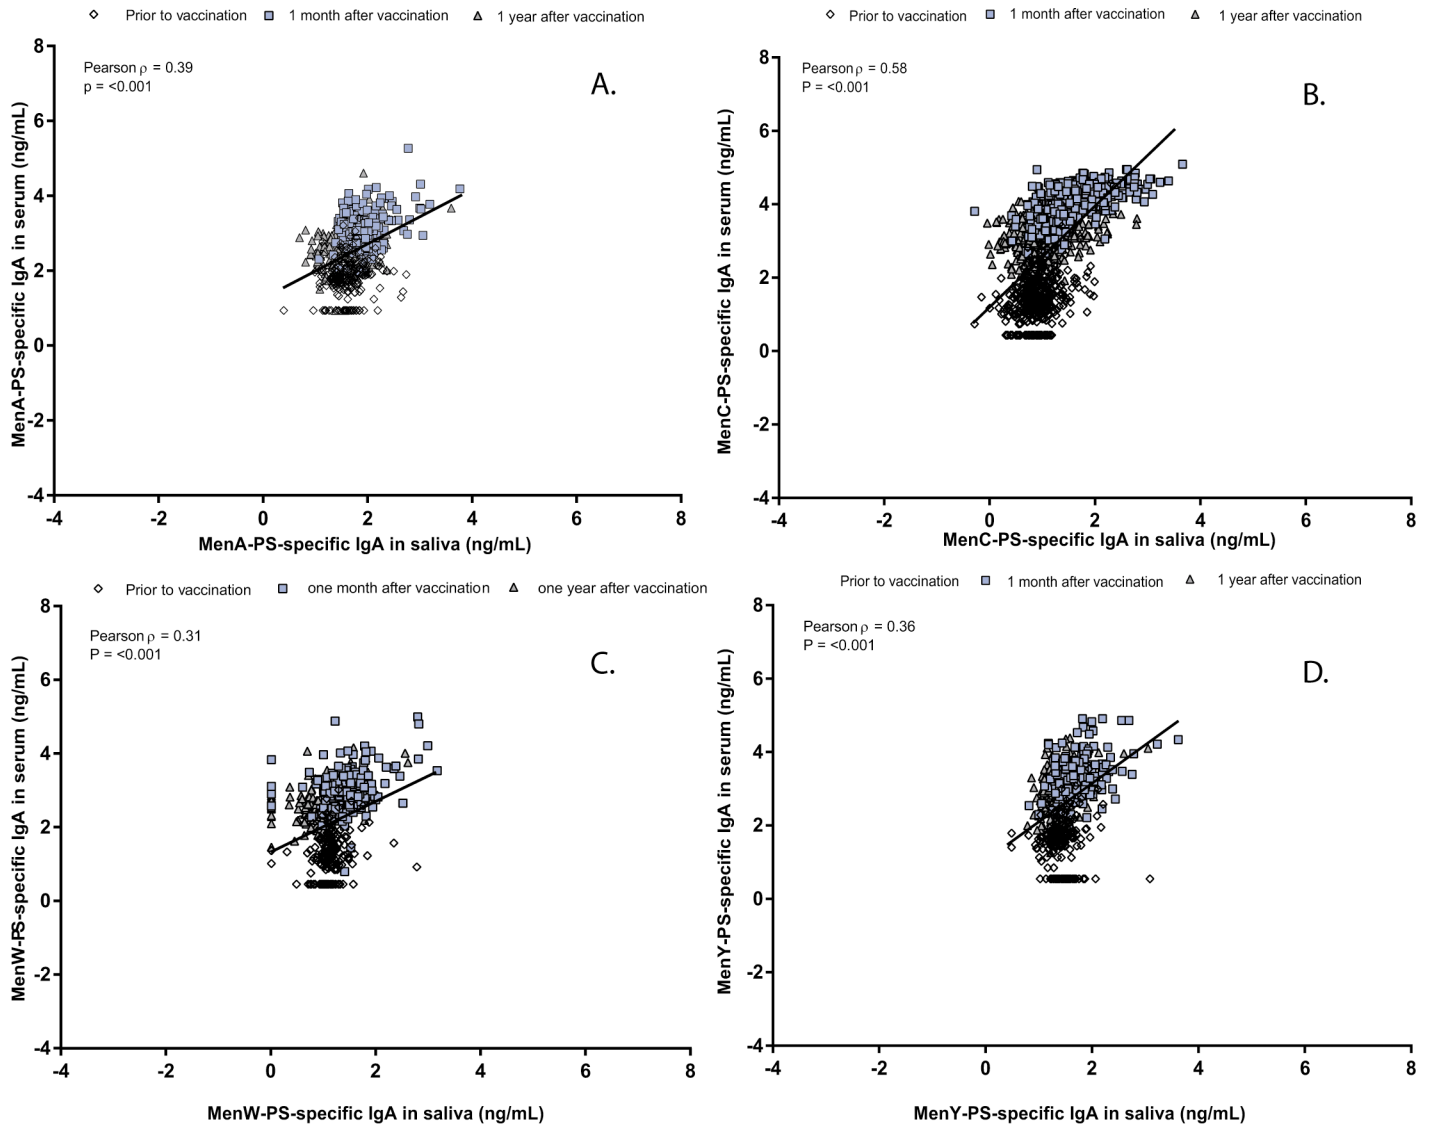 Prior to vaccination 1 month after vaccination 1 year after vaccination
Pearson ρ = 0.39
p = <0.001
A.
MenA-PS-specific IgA in serum (ng/mL)
8
6
4
2
0
-2
-4
-4 -2 0 2 4 6 8
MenA-PS-specific IgA in saliva (ng/mL)
Prior to vaccination 1 month after vaccination 1 year after vaccination
Pearson ρ = 0.58
P = <0.001
B.
MenC-PS-specific IgA in serum (ng/mL)
8
6
4
2
0
-2
-4
-4 -2 0 2 4 6 8
MenC-PS-specific IgA in saliva (ng/mL)
Prior to vaccination one month after vaccination one year after vaccination
Pearson ρ = 0.31
P = <0.001
C.
MenW-PS-specific IgA in serum (ng/mL)
8
6
4
2
0
-2
-4
-4 -2 0 2 4 6 8
MenW-PS-specific IgA in saliva (ng/mL)
Prior to vaccination 1 month after vaccination 1 year after vaccination
Pearson ρ = 0.36
P = <0.001
D.
MenY-PS-specific IgA in serum (ng/mL)
8
6
4
2
0
-2
-4
-4 -2 0 2 4 6 8
MenY-PS-specific IgA in saliva (ng/mL)